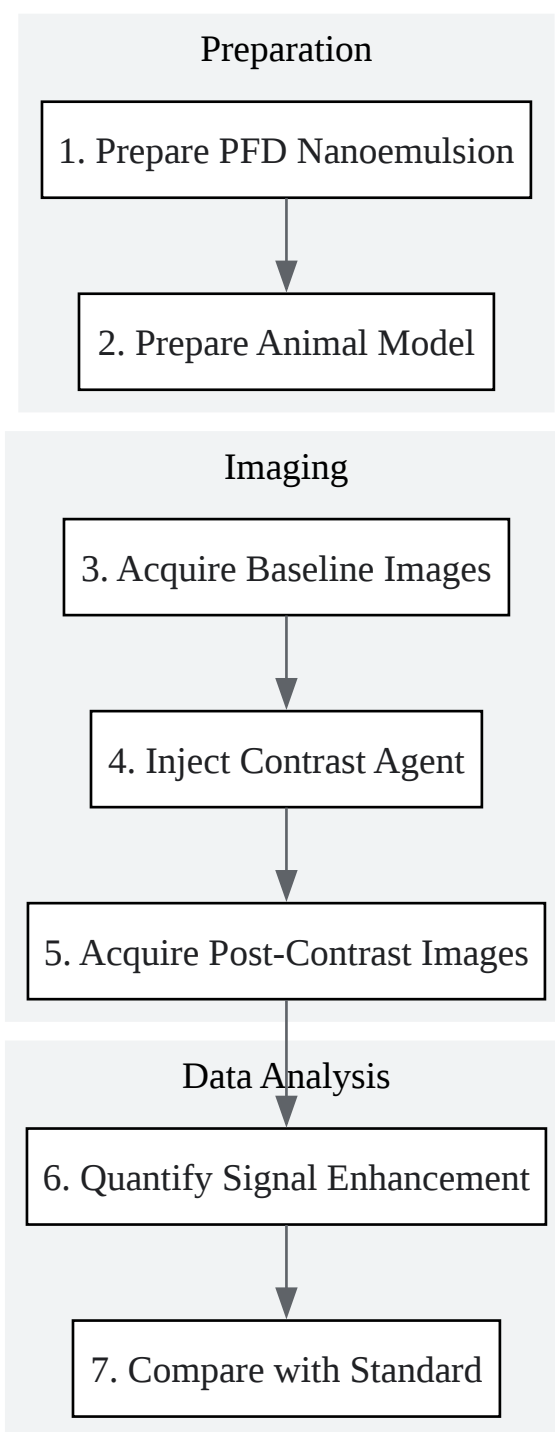 Preparation
1. Prepare PFD Nanoemulsion
2. Prepare Animal Model
Imaging
3. Acquire Baseline Images
4. Inject Contrast Agent
5. Acquire Post-Contrast Images
Data Analysis
6. Quantify Signal Enhancement
7. Compare with Standard